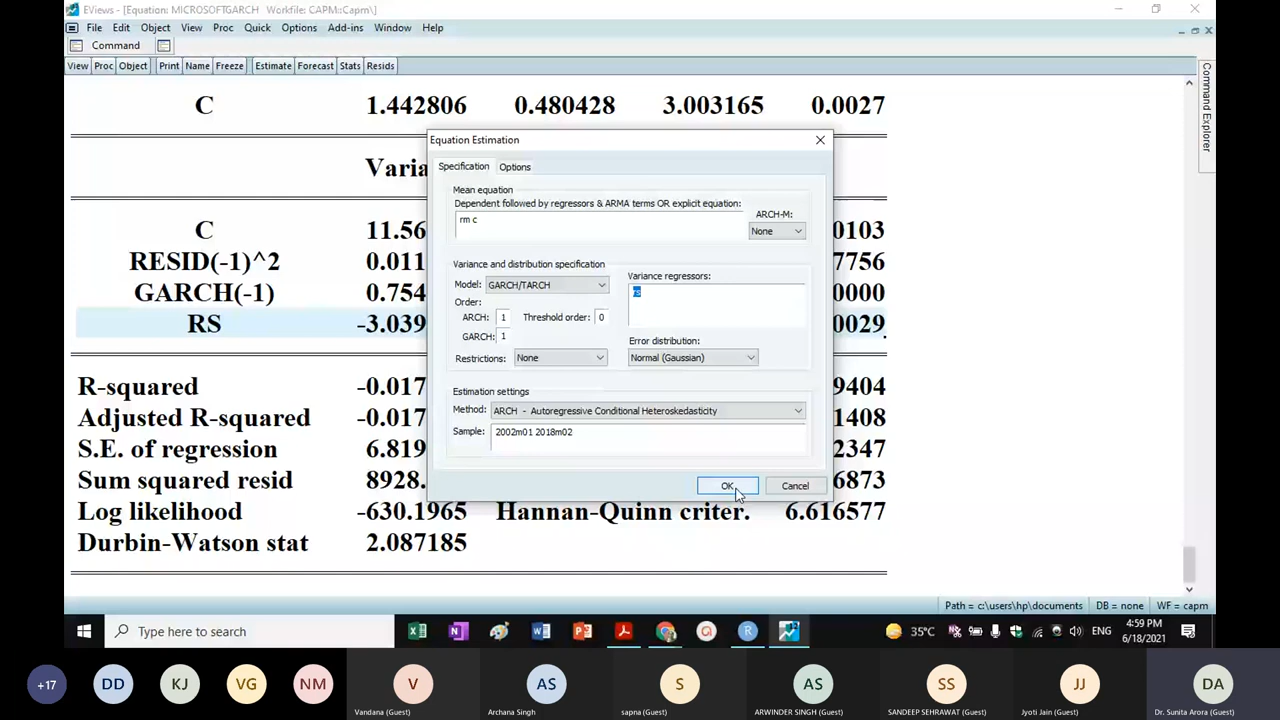 EViews - [Equation: MICROSOFTGARCH   Workfile: CAPM::Capm\]
File Edit Object View Proc Quick Options Add-ins Window Help
Command
View Proc Object Print Name Freeze Estimate Forecast Stats Resids
Command Explorer
C 1.442806 0.480428 3.003165 0.0027
Varia
C 11.56 0103
RESID(-1)^2 0.011 7756
GARCH(-1) 0.754 0000
RS -3.039 0029
R-squared -0.017 9404
Adjusted R-squared -0.017 1408
S.E. of regression 6.819 2347
Sum squared resid 8928. 6873
Log likelihood -630.1965 Hannan-Quinn criter. 6.616577
Durbin-Watson stat 2.087185
Equation Estimation
Specification Options
Mean equation
Dependent followed by regressors & ARMA terms OR explicit equation:
rm c
ARCH-M:
None
Variance and distribution specification
Model: GARCH/TARCH
Order:
ARCH: 1 Threshold order: 0
GARCH: 1
Restrictions: None
Variance regressors:
rs
Error distribution:
Normal (Gaussian)
Estimation settings
Method: ARCH - Autoregressive Conditional Heteroskedasticity
Sample: 2002m01 2018m02
OK Cancel
Path = c:\users\hp\documents DB = none WF = capm
Type here to search
35°C
ENG
4:59 PM
6/18/2021
+17 DD KJ VG NM V AS S AS SS JJ DA
Vandana (Guest) Archana Singh sapna (Guest) ARWINDER SINGH (Guest) SANDEEP SEHRAWAT (Guest) Jyoti Jain (Guest) Dr. Sunita Arora (Guest)